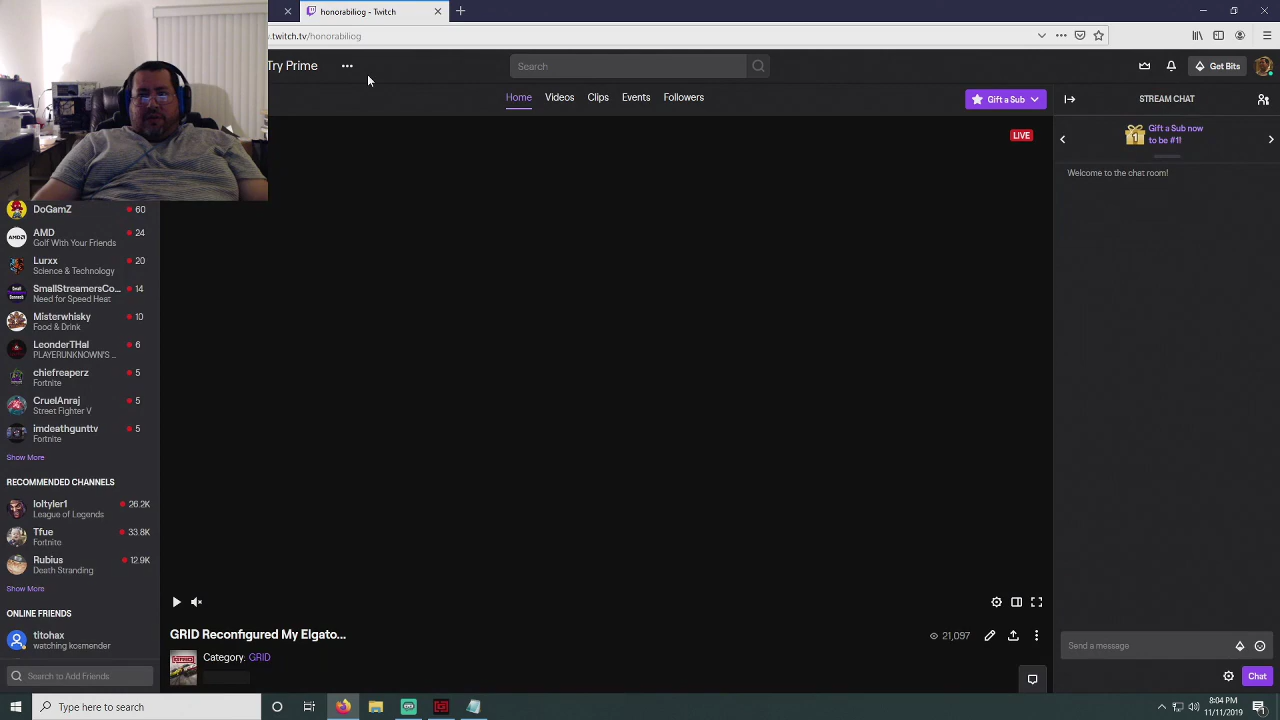 honorabiliog - Twitch
.twitch.tv/honorabiliog
Try Prime
Search
Get Bits
Home
Videos
Clips
Events
Followers
Gift a Sub
STREAM CHAT
LIVE
1
Gift a Sub now
to be #1!
Welcome to the chat room!
DoGamZ
60
AMD
Golf With Your Friends
24
Lurxx
Science & Technology
20
SmallStreamersCo...
Need for Speed Heat
14
Misterwhisky
Food & Drink
10
LeonderTHal
PLAYERUNKNOWN'S ...
6
chiefreaperz
Fortnite
5
CruelAnraj
Street Fighter V
5
imdeathgunttv
Fortnite
5
Show More
RECOMMENDED CHANNELS
loltyler1
League of Legends
26.2K
Tfue
Fortnite
33.8K
Rubius
Death Stranding
12.9K
Show More
ONLINE FRIENDS
titohax
watching kosmender
Search to Add Friends
GRID Reconfigured My Elgato...
21,097
Category: GRID
Send a message
Chat
Type here to search
8:04 PM
11/11/2019